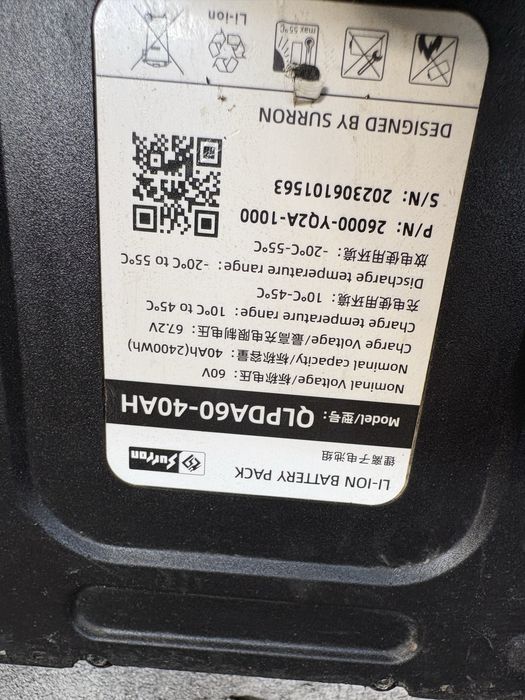 LI-ION BATTERY PACK
锂离子电池组
Surron
Model/型号: QLPDA60-40AH
Nominal Voltage/标称电压: 60V
Nominal capacity/标称容量: 40Ah(2400Wh)
Charge Voltage/最高充电限制电压: 67.2V
Charge temperature range: 10°C to 45°C
充电使用环境: 10°C-45°C
Discharge temperature range: -20°C to 55°C
放电使用环境: -20°C-55°C
P/N: 26000-YQ2A-1000
S/N: 202306101563
DESIGNED BY SURRON
max 55°C
Li-ion